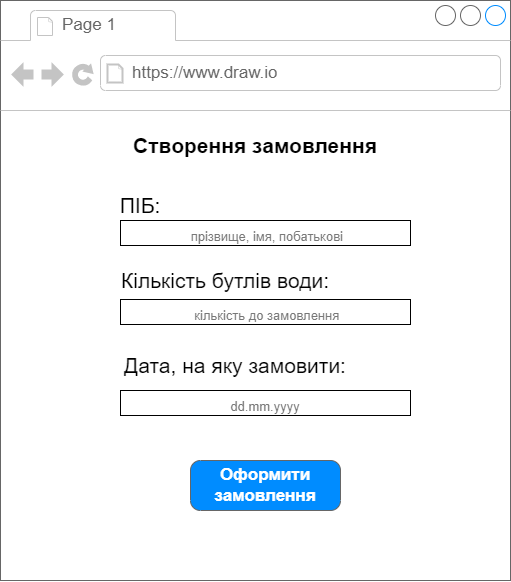 Page 1
https://www.draw.io
Створення замовлення
ПІБ:
прізвище, імя, побатькові
Кількість бутлів води:
кількість до замовлення
Дата, на яку замовити:
dd.mm.yyyy
Оформити
замовлення